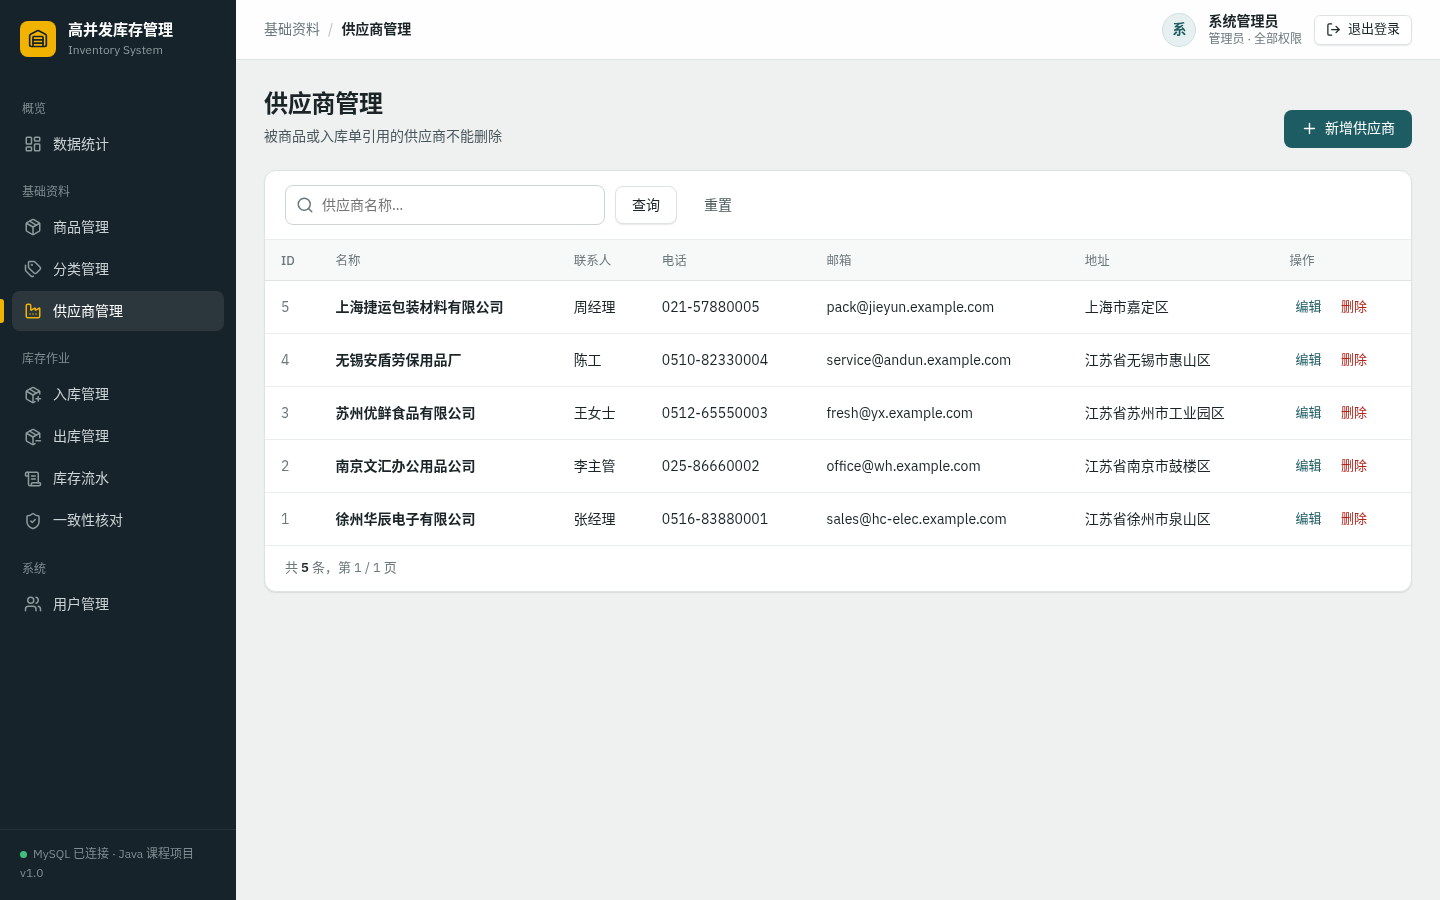 高并发库存管理
Inventory System
概览
数据统计
基础资料
商品管理
分类管理
供应商管理
库存作业
入库管理
出库管理
库存流水
一致性核对
系统
用户管理
MySQL 已连接 · Java 课程项目
v1.0
基础资料 / 供应商管理
系
系统管理员
管理员 · 全部权限
退出登录
供应商管理
被商品或入库单引用的供应商不能删除
新增供应商
供应商名称... 查询 重置
ID 名称 联系人 电话 邮箱 地址 操作
5 上海捷运包装材料有限公司 周经理 021-57880005 pack@jieyun.example.com 上海市嘉定区 编辑 删除
4 无锡安盾劳保用品厂 陈工 0510-82330004 service@andun.example.com 江苏省无锡市惠山区 编辑 删除
3 苏州优鲜食品有限公司 王女士 0512-65550003 fresh@yx.example.com 江苏省苏州市工业园区 编辑 删除
2 南京文汇办公用品公司 李主管 025-86660002 office@wh.example.com 江苏省南京市鼓楼区 编辑 删除
1 徐州华辰电子有限公司 张经理 0516-83880001 sales@hc-elec.example.com 江苏省徐州市泉山区 编辑 删除
共 5 条，第 1 / 1 页